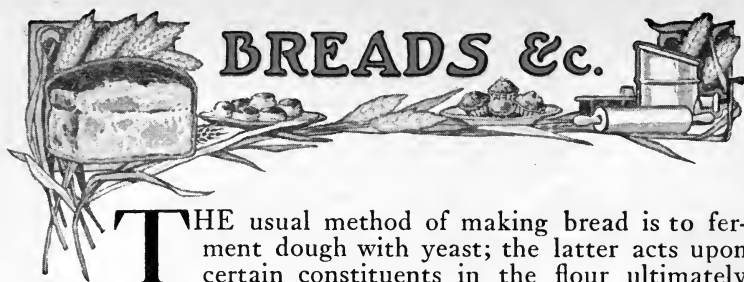 BREADS &c.
THE usual method of making bread is to fer-
ment dough with yeast; the latter acts upon
certain constituents in the flour ultimately